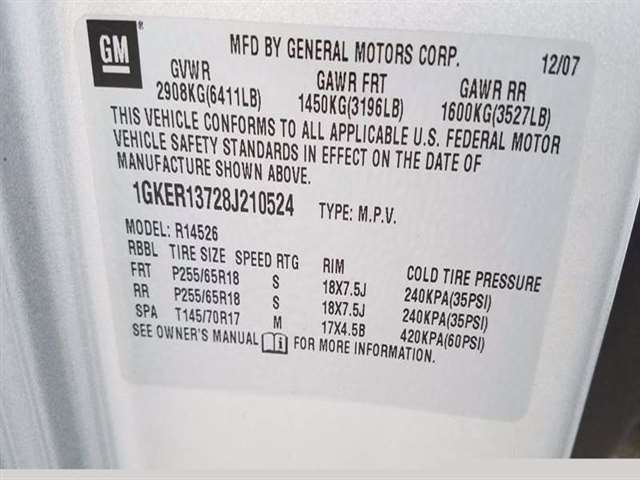 GM
MFD BY GENERAL MOTORS CORP. 12/07
GVWR GAWR FRT GAWR RR
2908KG(6411LB) 1450KG(3196LB) 1600KG(3527LB)
THIS VEHICLE CONFORMS TO ALL APPLICABLE U.S. FEDERAL MOTOR
VEHICLE SAFETY STANDARDS IN EFFECT ON THE DATE OF
MANUFACTURE SHOWN ABOVE.
1GKER13728J210524 TYPE: M.P.V.
MODEL: R14526
RBBL TIRE SIZE SPEED RTG RIM COLD TIRE PRESSURE
FRT P255/65R18 S 18X7.5J 240KPA(35PSI)
RR P255/65R18 S 18X7.5J 240KPA(35PSI)
SPA T145/70R17 M 17X4.5B 420KPA(60PSI)
SEE OWNER'S MANUAL FOR MORE INFORMATION.